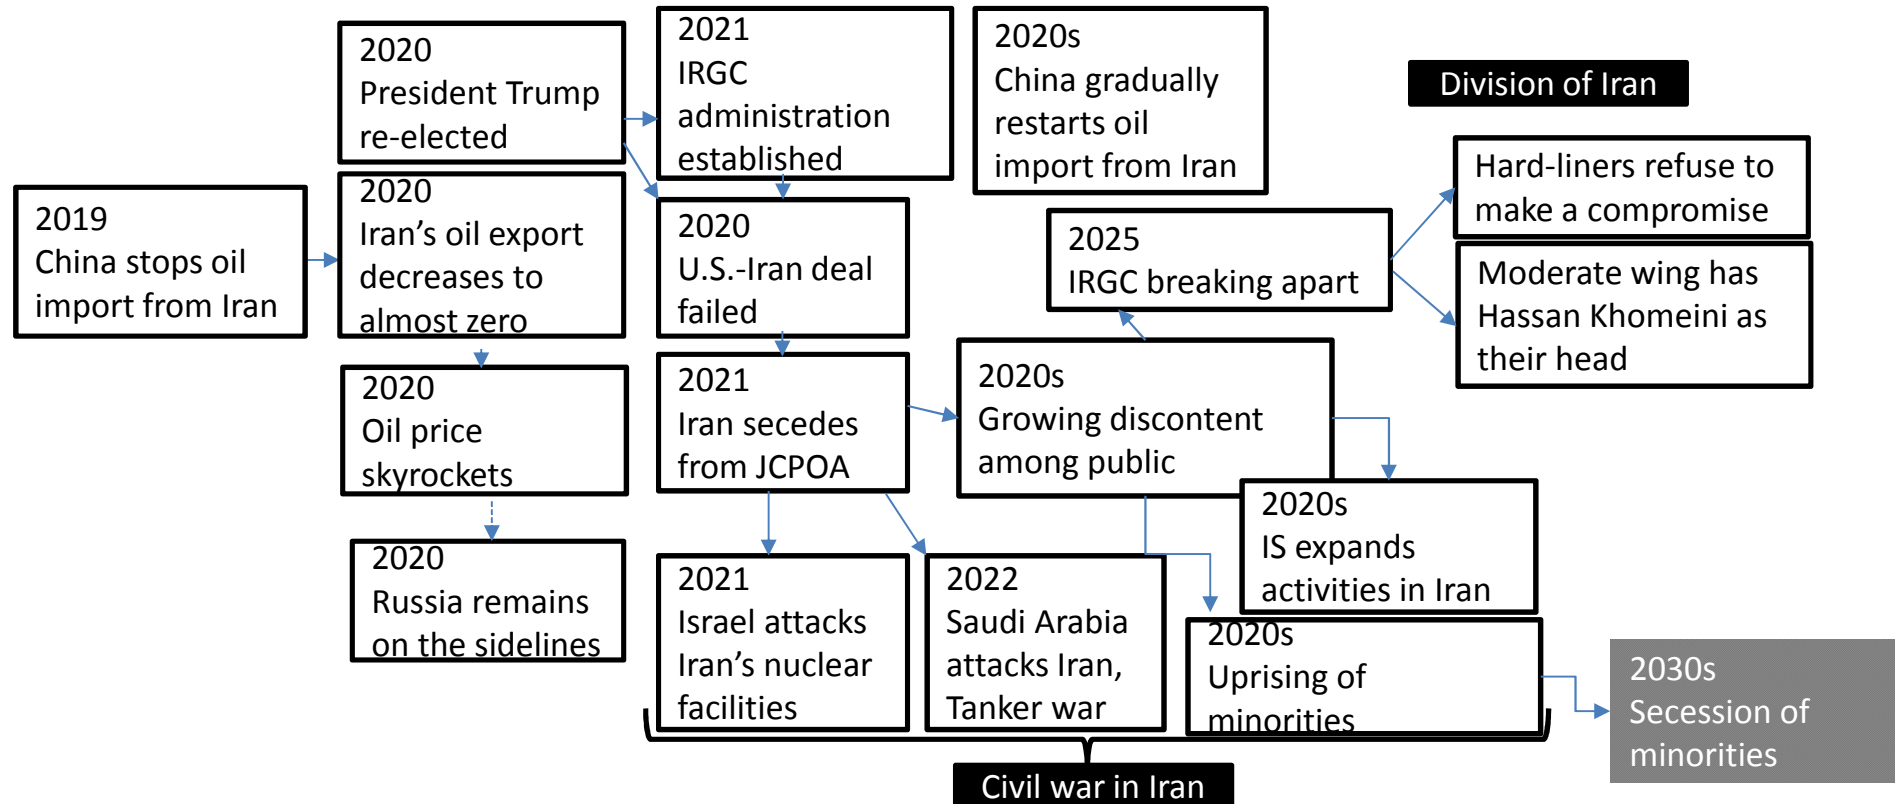 2019
China stops oil
import from Iran
2020
President Trump
re-elected
2020
Iran’s oil export
decreases to
almost zero
2020
Oil price
skyrockets
2020
Russia remains
on the sidelines
2021
IRGC
administration
established
2020
U.S.-Iran deal
failed
2021
Iran secedes
from JCPOA
2021
Israel attacks
Iran’s nuclear
facilities
2022
Saudi Arabia
attacks Iran,
Tanker war
2020s
China gradually
restarts oil
import from Iran
2025
IRGC breaking apart
2020s
Growing discontent
among public
2020s
IS expands
activities in Iran
2020s
Uprising of
minorities
Division of Iran
Hard-liners refuse to
make a compromise
Moderate wing has
Hassan Khomeini as
their head
2030s
Secession of
minorities
Civil war in Iran